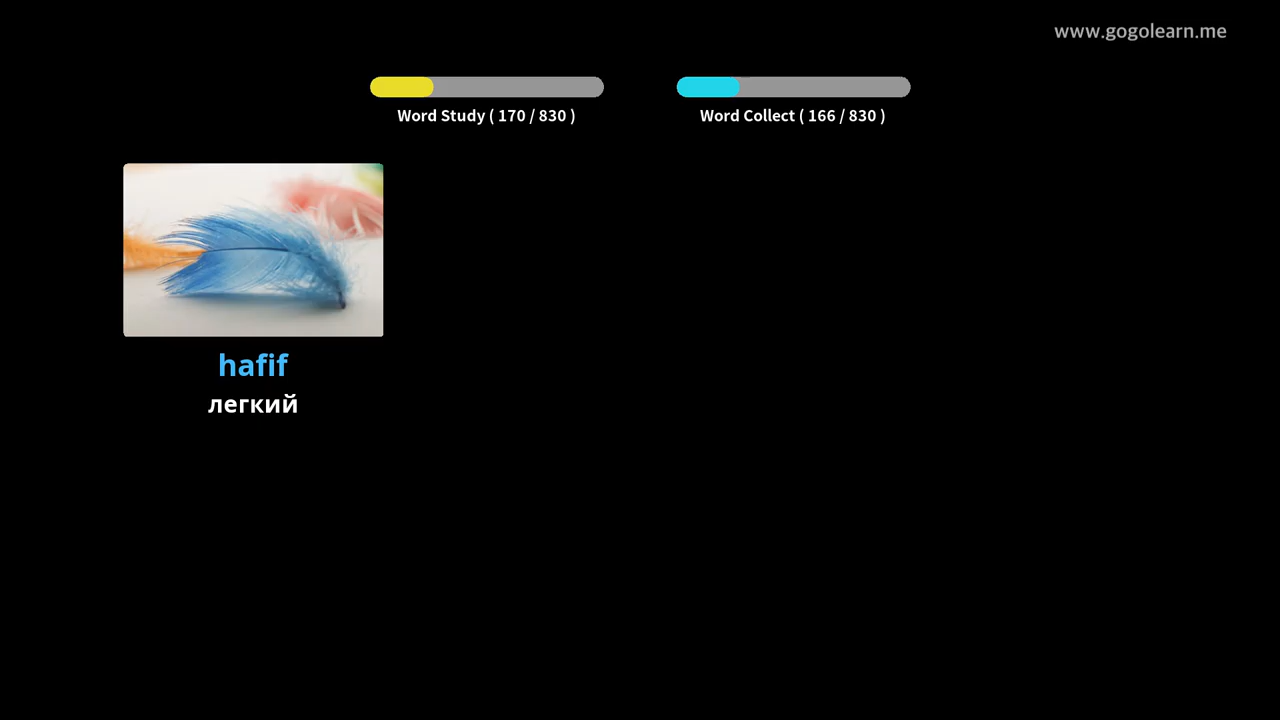 www.gogolearn.me
Word Study ( 170 / 830 )
Word Collect ( 166 / 830 )
hafif
легкий